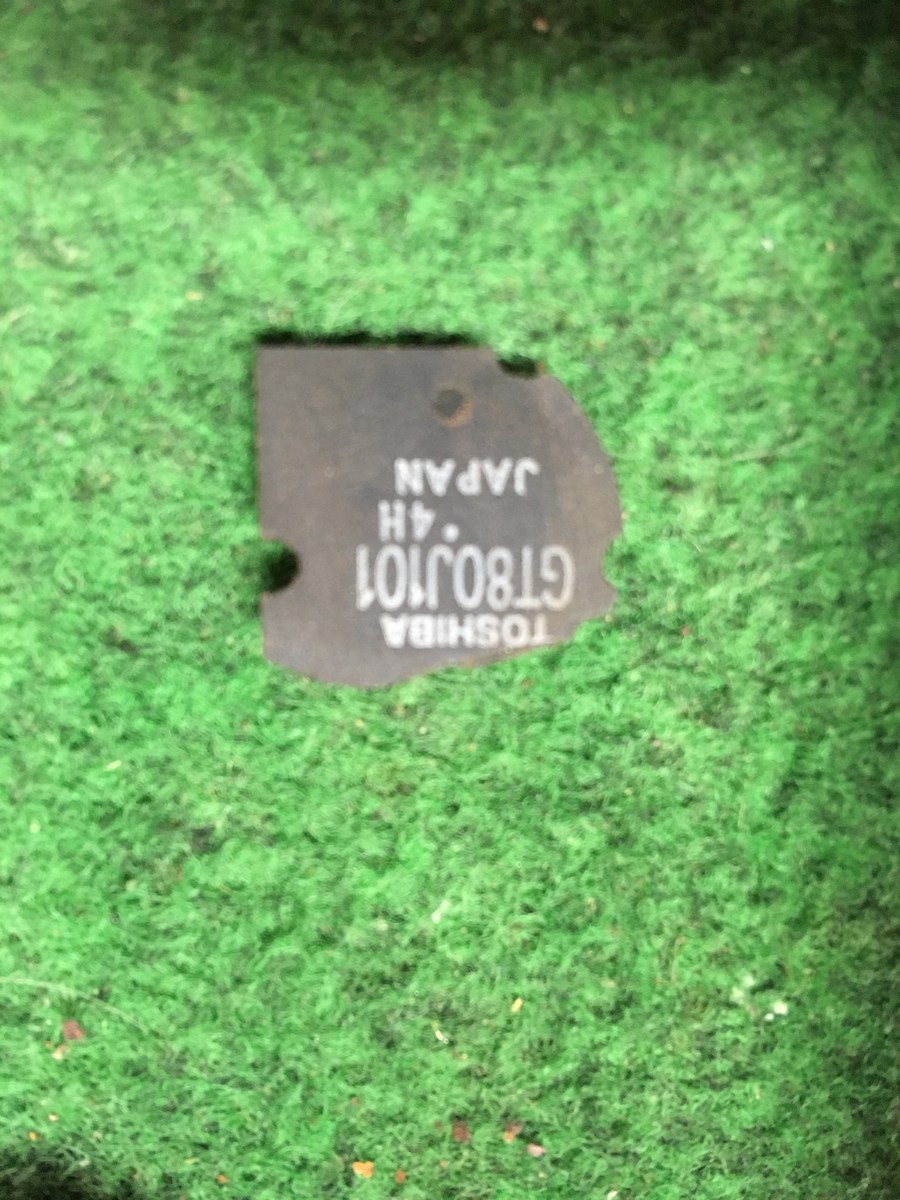 TOSHIBA
GT80J101
• 4H
JAPAN